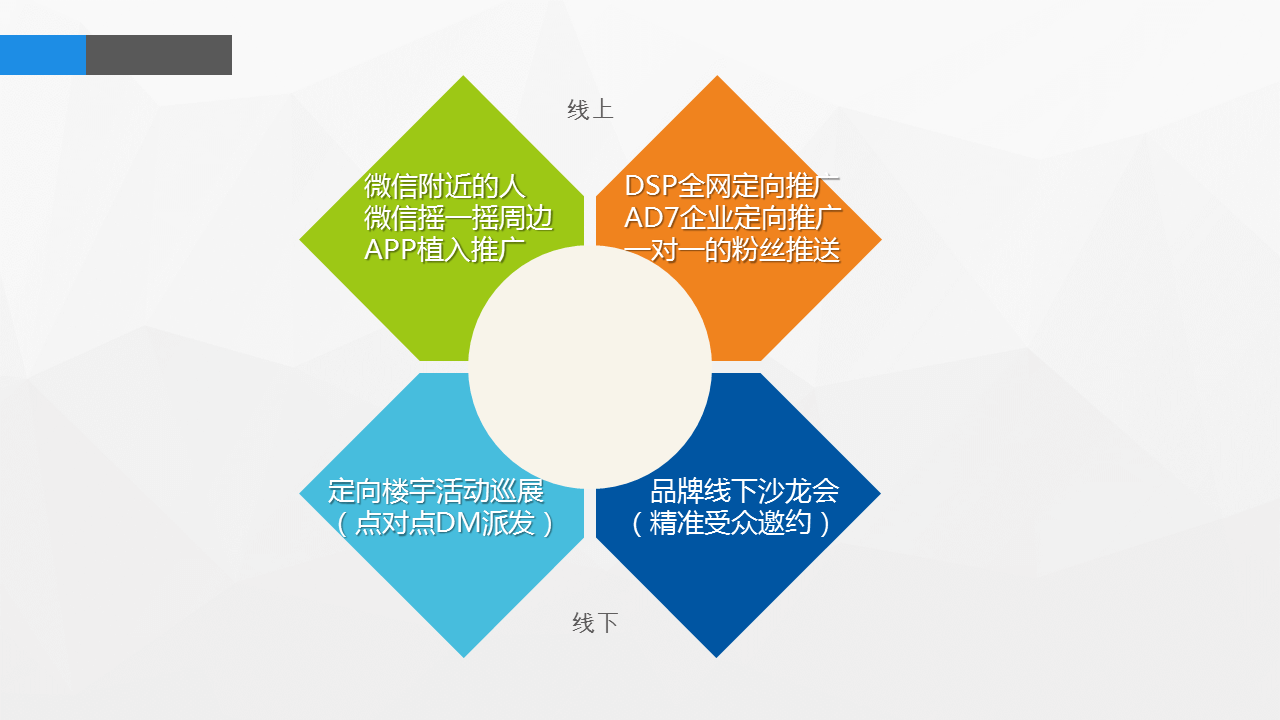 线上
微信附近的人
微信摇一摇周边
APP植入推广
DSP全网定向推广
AD7企业定向推广
一对一的粉丝推送
定向楼宇活动巡展
（点对点DM派发）
品牌线下沙龙会
（精准受众邀约）
线下